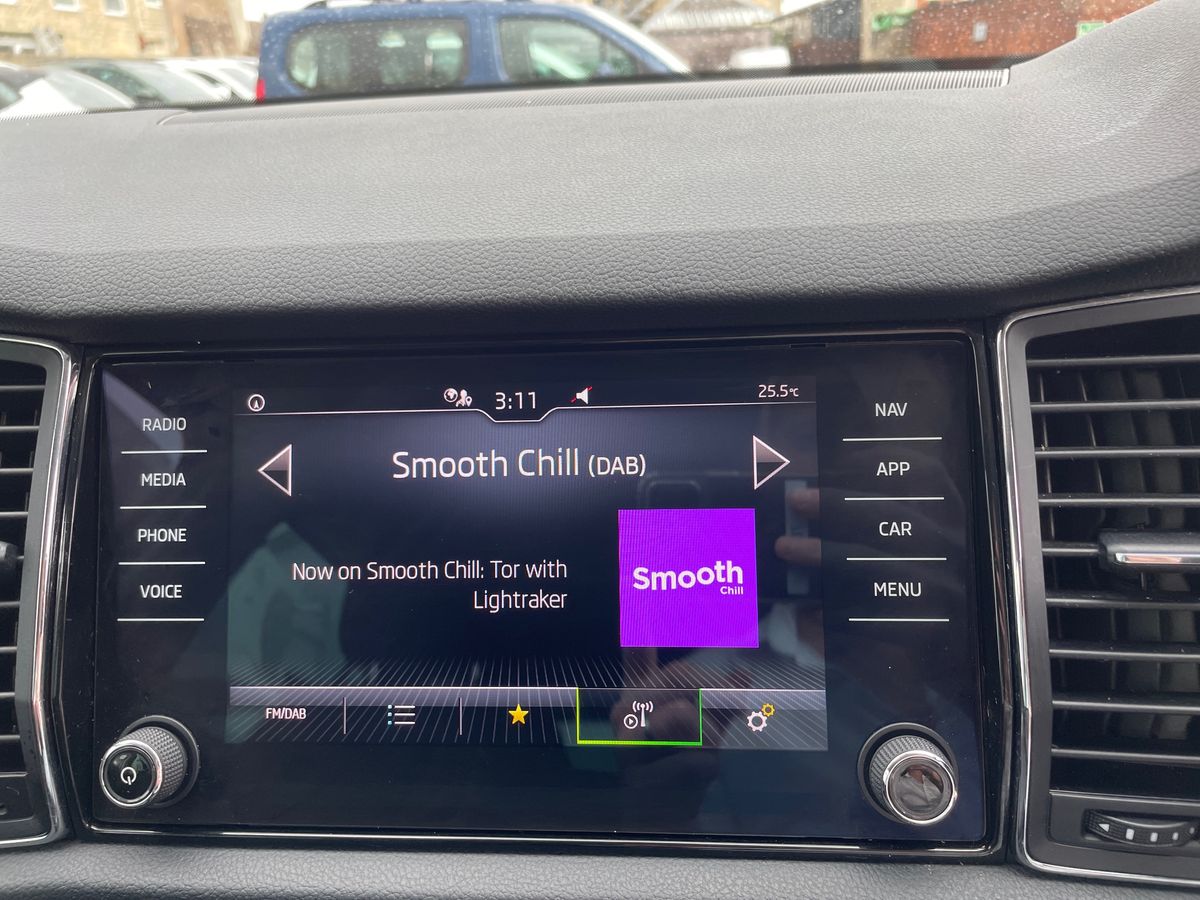 3:11
25.5°C
RADIO
MEDIA
PHONE
VOICE
Smooth Chill (DAB)
Now on Smooth Chill: Tor with
Lightraker
Smooth
Chill
FM/DAB
NAV
APP
CAR
MENU